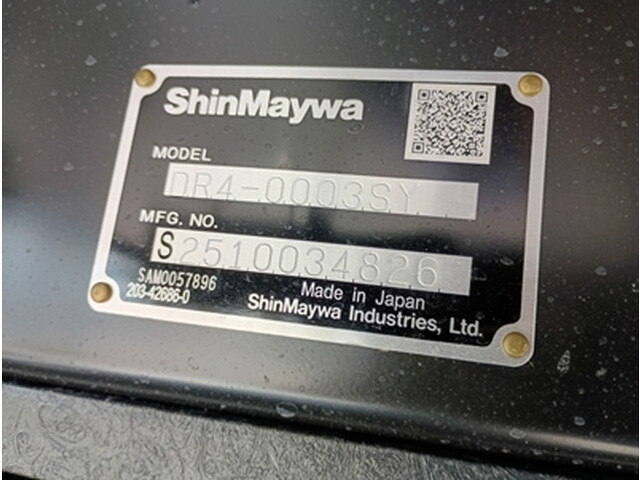 ShinMaywa
MODEL
DR4-0003SY
MFG. NO.
S2510034826
SAM0057896
203-42686-0
Made in Japan
ShinMaywa Industries, Ltd.